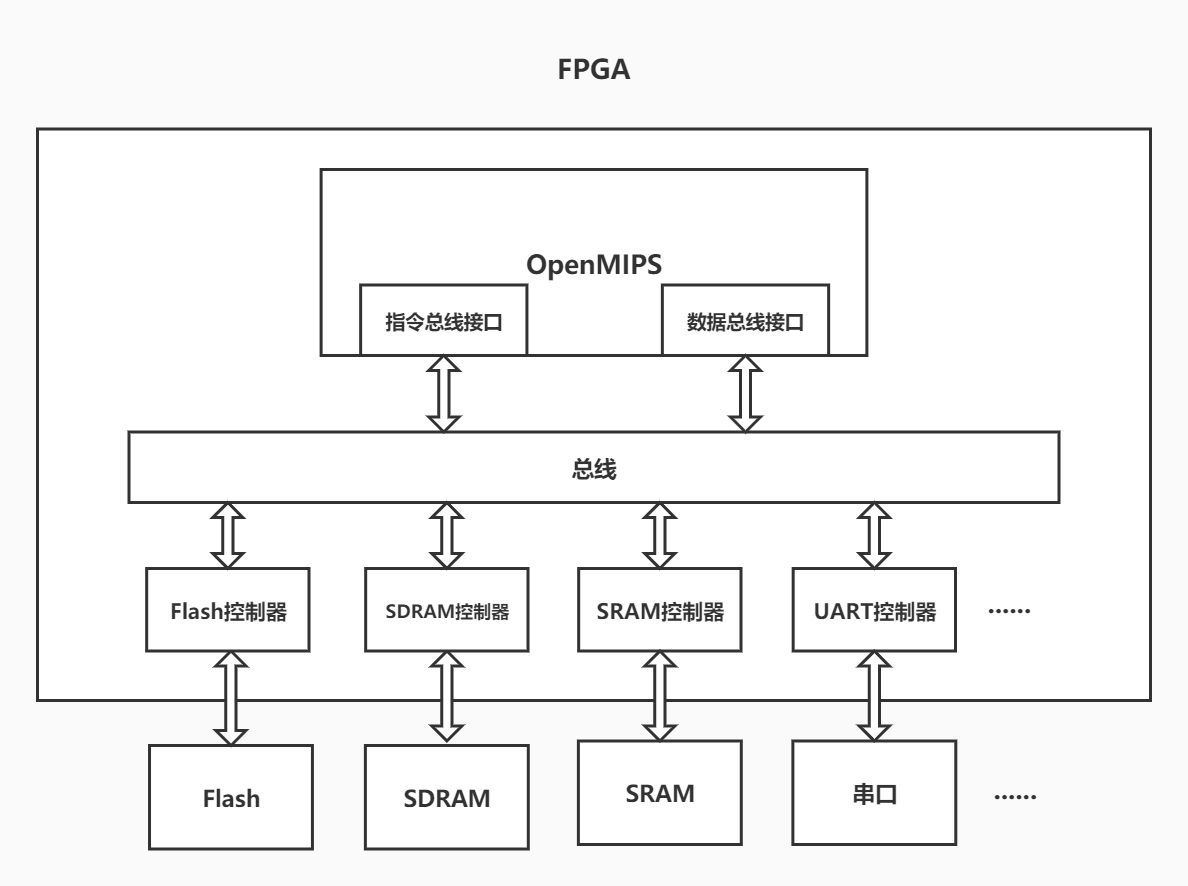 FPGA
OpenMIPS
指令总线接口
数据总线接口
总线
Flash控制器
SDRAM控制器
SRAM控制器
UART控制器
······
Flash
SDRAM
SRAM
串口
······